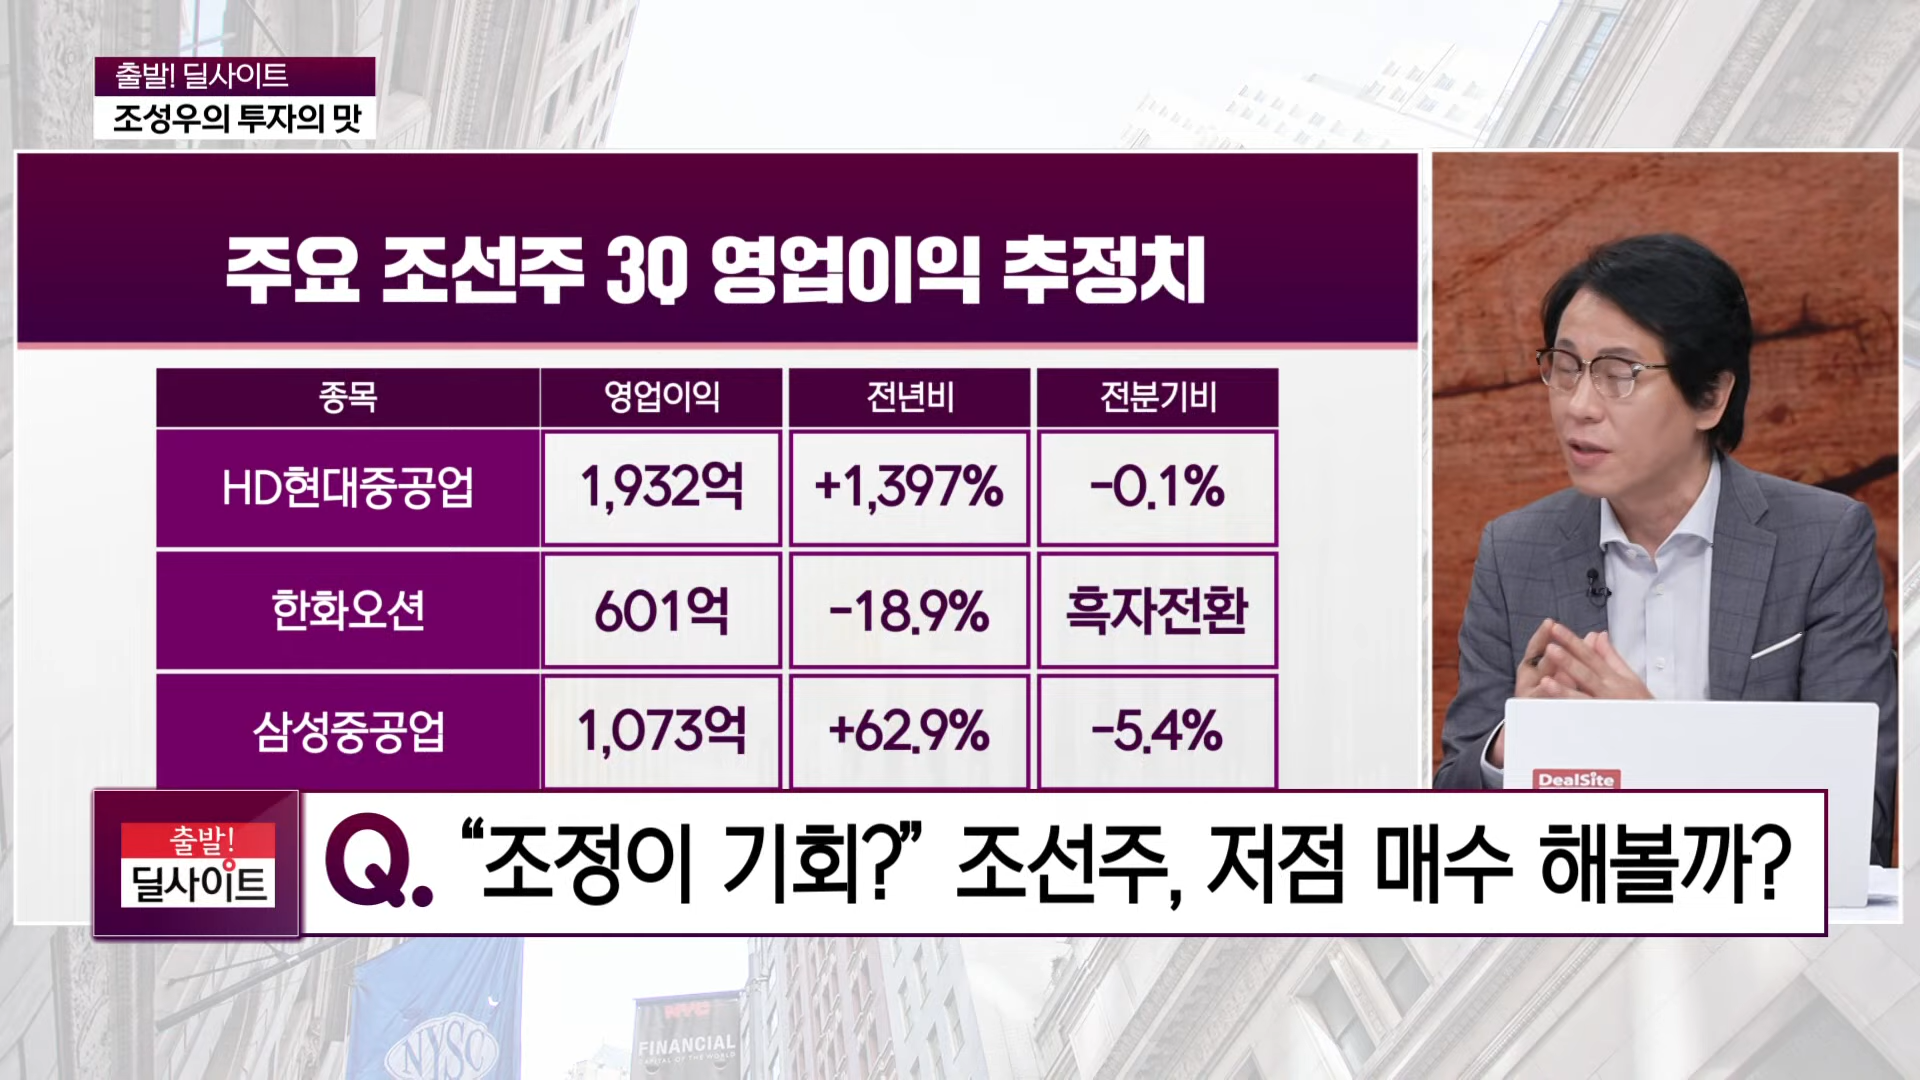 출발! 딜사이트
조성우의 투자의 맛
주요 조선주 3Q 영업이익 추정치
종목 영업이익 전년비 전분기비
HD현대중공업 1,932억 +1,397% -0.1%
한화오션 601억 -18.9% 흑자전환
삼성중공업 1,073억 +62.9% -5.4%
DealSite
출발!
딜사이트
Q. “조정이 기회?” 조선주, 저점 매수 해볼까?
NYSC
NYC
FINANCIAL
CAPITAL OF THE WORLD